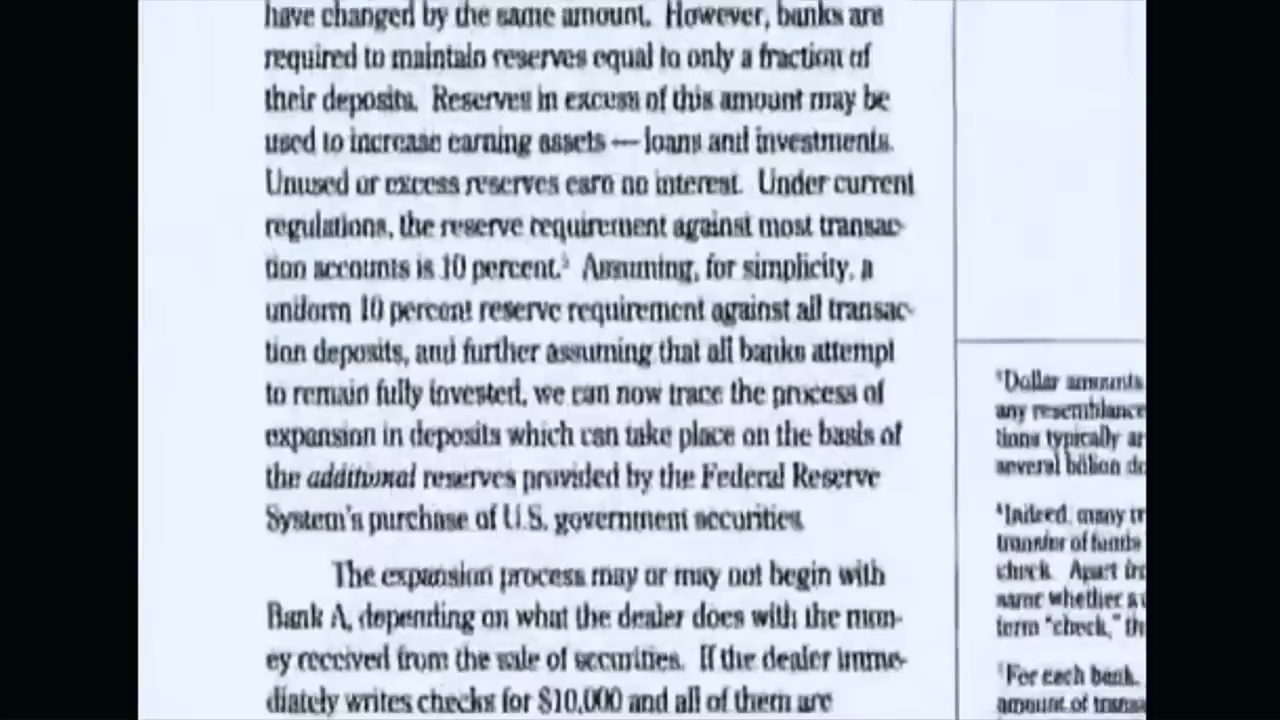 have changed by the same amount. However, banks are
required to maintain reserves equal to only a fraction of
their deposits. Reserves in excess of this amount may be
used to increase earning assets — loans and investments.
Unused or excess reserves earn no interest. Under current
regulations, the reserve requirement against most transac-
tion accounts is 10 percent.⁵ Assuming, for simplicity, a
uniform 10 percent reserve requirement against all transac-
tion deposits, and further assuming that all banks attempt
to remain fully invested, we can now trace the process of
expansion in deposits which can take place on the basis of
the additional reserves provided by the Federal Reserve
System's purchase of U.S. government securities.
The expansion process may or may not begin with
Bank A, depending on what the dealer does with the mon-
ey received from the sale of securities. If the dealer imme-
diately writes checks for $10,000 and all of them are
Dollar amounts
any resemblance
tions typically ar
several billion do
⁴Indeed, many tr
transfer of funds
check. Apart fro
same whether a
term "check," th
For each bank,
amount of transa